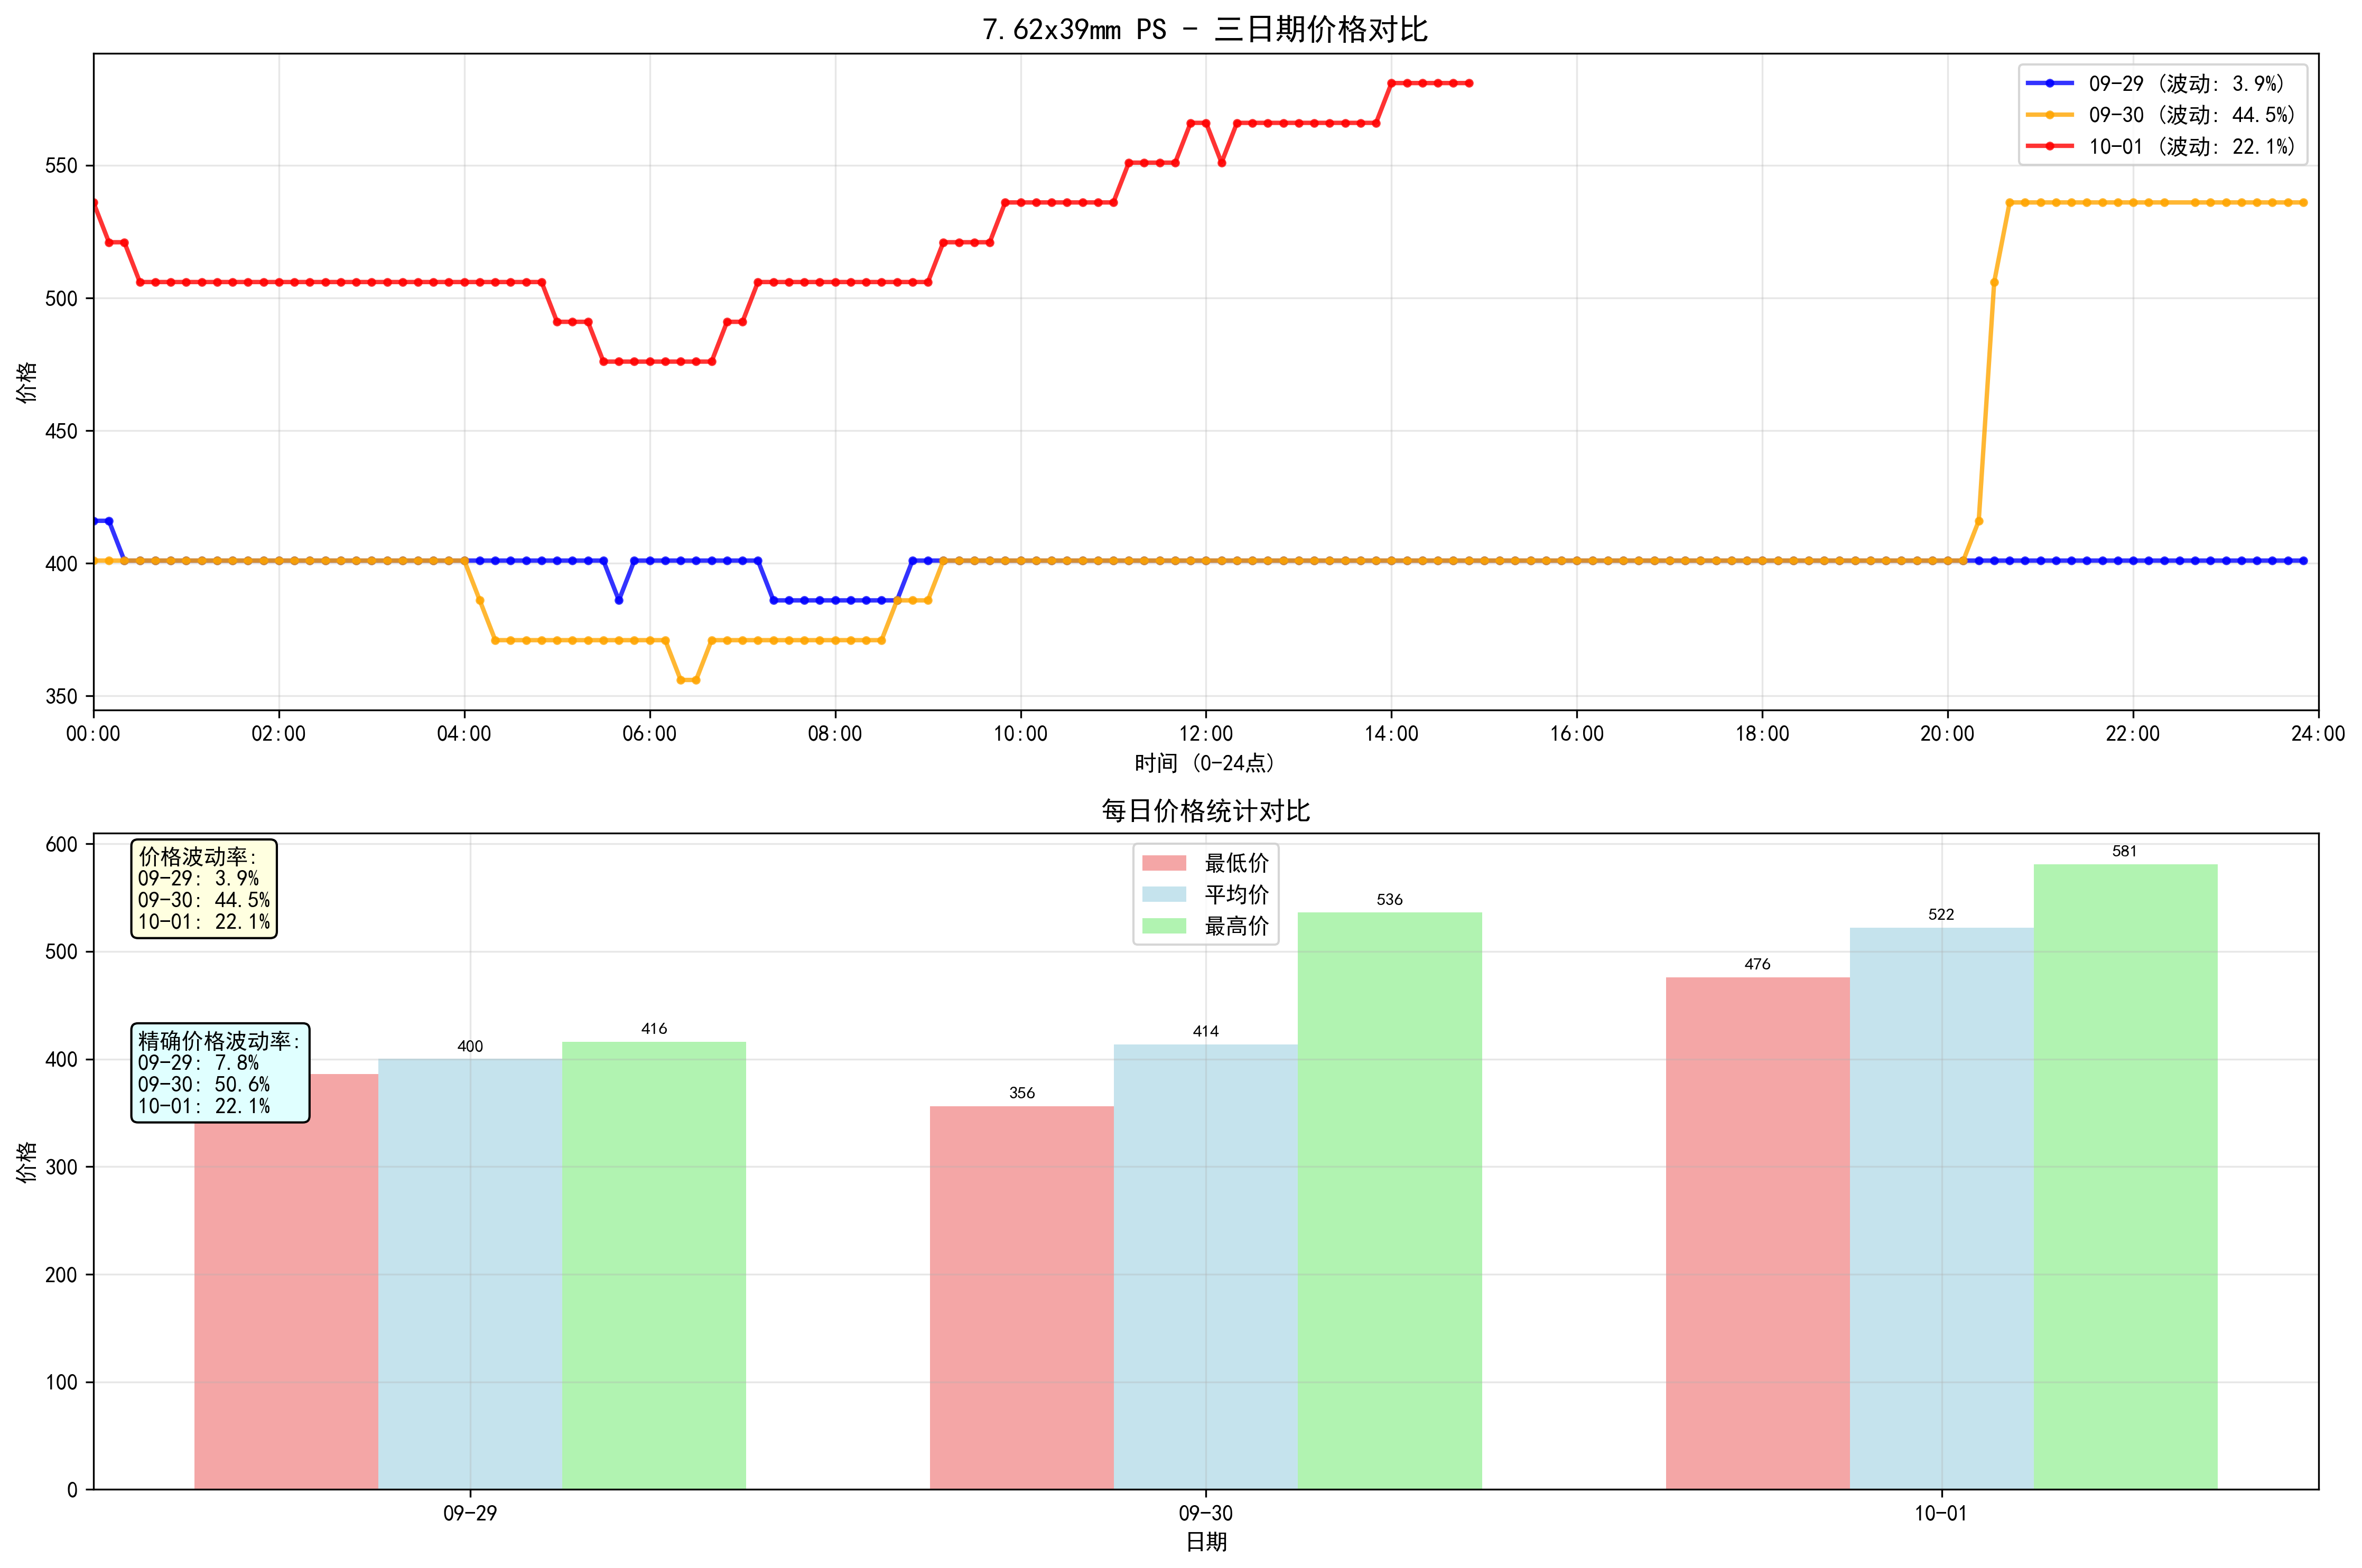 7.62x39mm PS - 三日期价格对比
09-29 (波动: 3.9%)
09-30 (波动: 44.5%)
10-01 (波动: 22.1%)
价格
550
500
450
400
350
00:00 02:00 04:00 06:00 08:00 10:00 12:00 14:00 16:00 18:00 20:00 22:00 24:00
时间 (0-24点)
每日价格统计对比
价格波动率:
09-29: 3.9%
09-30: 44.5%
10-01: 22.1%
精确价格波动率:
09-29: 7.8%
09-30: 50.6%
10-01: 22.1%
最低价
平均价
最高价
400
416
356
414
536
476
522
581
价格
600
500
400
300
200
100
0
09-29 09-30 10-01
日期